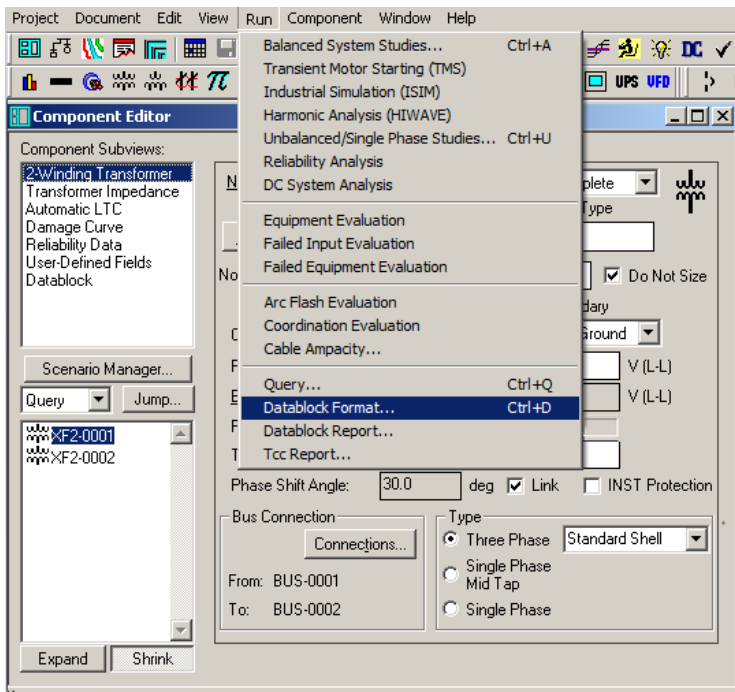 Project Document Edit View Run Component Window Help
DC
UPS VFD
Component Editor
Component Subviews:
2-Winding Transformer
Transformer Impedance
Automatic LTC
Damage Curve
Reliability Data
User-Defined Fields
Datablock
Scenario Manager...
Query Jump...
XF2-0001
XF2-0002
Expand Shrink
Balanced System Studies... Ctrl+A
Transient Motor Starting (TMS)
Industrial Simulation (ISIM)
Harmonic Analysis (HIWAVE)
Unbalanced/Single Phase Studies... Ctrl+U
Reliability Analysis
DC System Analysis
Equipment Evaluation
Failed Input Evaluation
Failed Equipment Evaluation
Arc Flash Evaluation
Coordination Evaluation
Cable Ampacity...
Query... Ctrl+Q
Datablock Format... Ctrl+D
Datablock Report...
Tcc Report...
N plete
Type
No Do Not Size
dary
Ground
V (L-L)
V (L-L)
Phase Shift Angle: 30.0 deg Link INST Protection
Bus Connection
Connections...
From: BUS-0001
To: BUS-0002
Type
Three Phase Standard Shell
Single Phase
Mid Tap
Single Phase